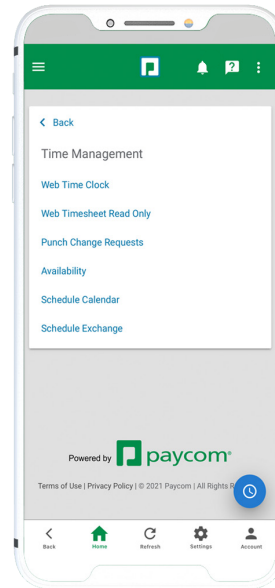 Back
Time Management
Web Time Clock
Web Timesheet Read Only
Punch Change Requests
Availability
Schedule Calendar
Schedule Exchange
Powered by paycom®
Terms of Use | Privacy Policy | © 2021 Paycom | All Rights
Back Home Refresh Settings Account